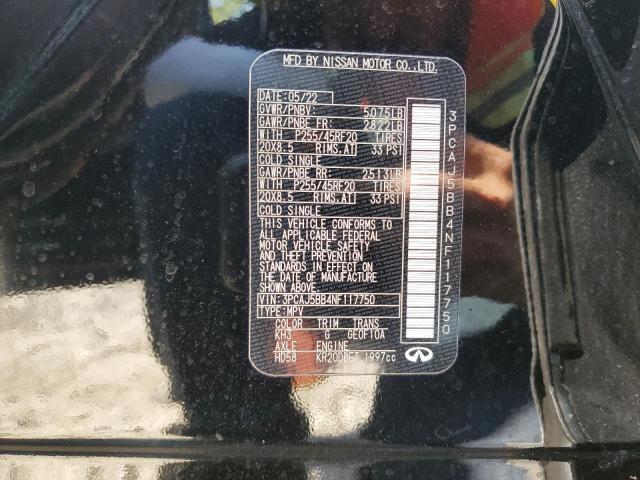 MFD BY NISSAN MOTOR CO.,LTD.
DATE: 05/22
GVWR/PNBV: 5,075LB
GAWR/PNBE FR: 2822LB
WITH P255/45RF20 TIRES
20X8.5 RIMS,AT 33 PSI
COLD SINGLE
GAWR/PNBE RR: 2513LB
WITH P255/45RF20 TIRES
20X8.5 RIMS,AT 33 PSI
COLD SINGLE
THIS VEHICLE CONFORMS TO
ALL APPLICABLE FEDERAL
MOTOR VEHICLE SAFETY
AND THEFT PREVENTION
STANDARDS IN EFFECT ON
THE DATE OF MANUFACTURE
SHOWN ABOVE.
VIN: 3PCAJ5BB4NF117750
TYPE: MPV
COLOR TRIM TRANS
KH3 G GE0F10A
AXLE ENGINE
HD58 KR20DDET 1997cc
3PCAJ5BB4NF117750